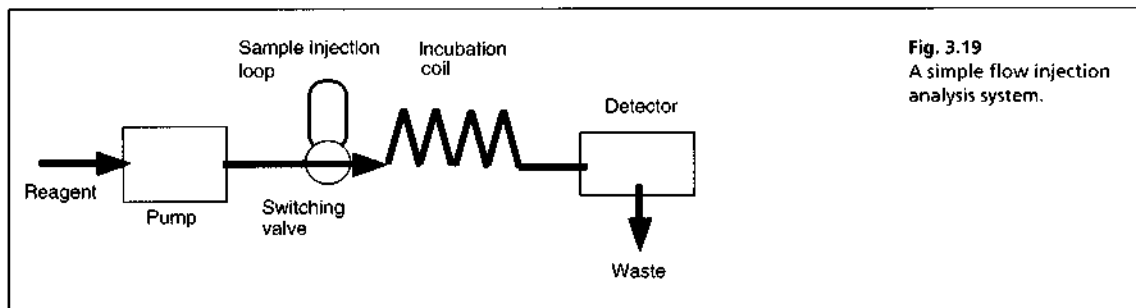 Sample injection
loop
Incubation
coil
Detector
Reagent
Pump
Switching
valve
Waste
Fig. 3.19
A simple flow injection
analysis system.